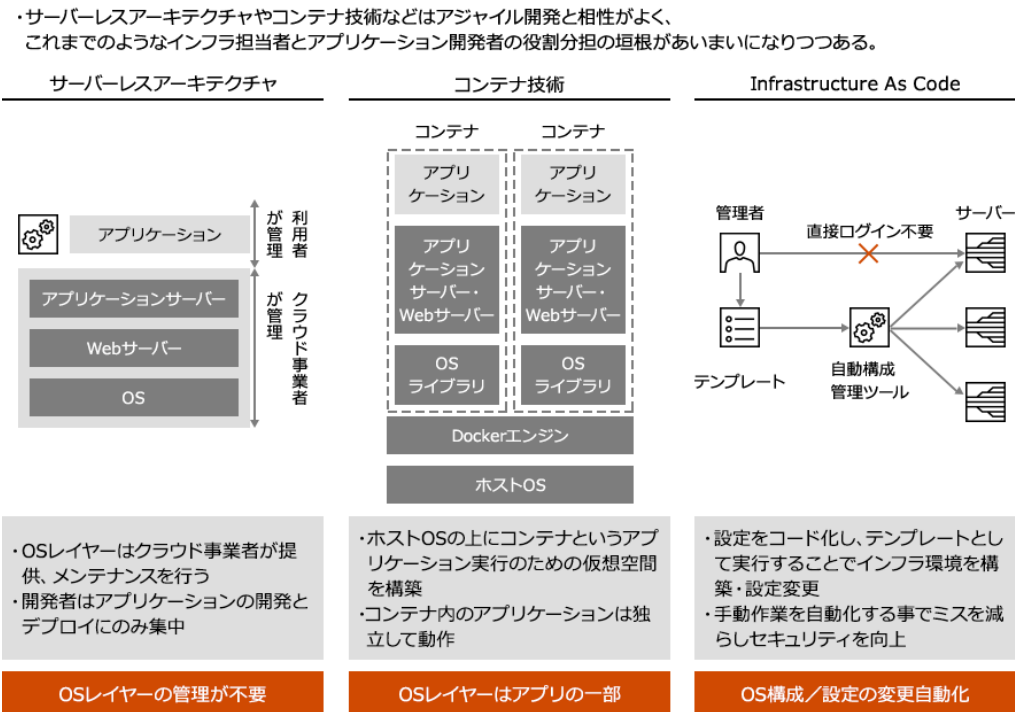 ・サーバーレスアーキテクチャやコンテナ技術などはアジャイル開発と相性がよく、
これまでのようなインフラ担当者とアプリケーション開発者の役割分担の垣根があいまいになりつつある。
サーバーレスアーキテクチャ
アプリケーション
利用者
が管理
アプリケーションサーバー
Webサーバー
OS
クラウド事業者
が管理
コンテナ技術
コンテナ
アプリ
ケーション
アプリ
ケーション
サーバー・
Webサーバー
OS
ライブラリ
コンテナ
アプリ
ケーション
アプリ
ケーション
サーバー・
Webサーバー
OS
ライブラリ
Dockerエンジン
ホストOS
Infrastructure As Code
管理者
直接ログイン不要
サーバー
テンプレート
自動構成
管理ツール
・OSレイヤーはクラウド事業者が提
供、メンテナンスを行う
・開発者はアプリケーションの開発と
デプロイにのみ集中
・ホストOSの上にコンテナというアプ
リケーション実行のための仮想空間
を構築
・コンテナ内のアプリケーションは独
立して動作
・設定をコード化し、テンプレートとし
て実行することでインフラ環境を構
築・設定変更
・手動作業を自動化する事でミスを減
らしセキュリティを向上
OSレイヤーの管理が不要
OSレイヤーはアプリの一部
OS構成／設定の変更自動化